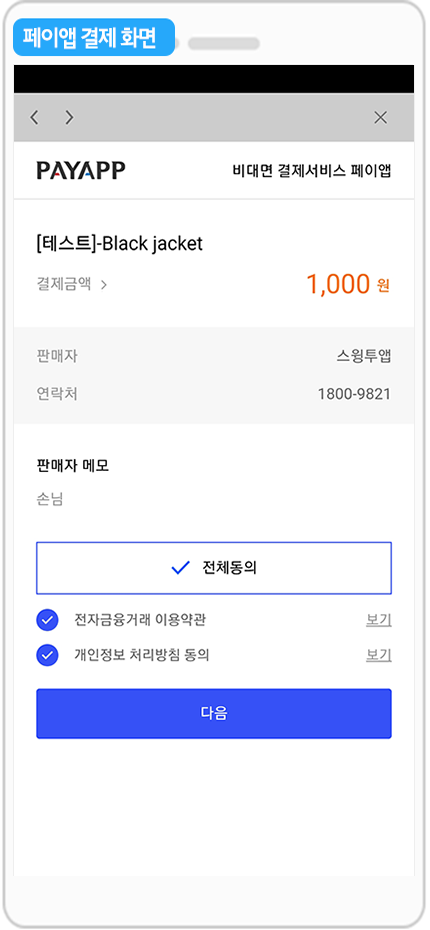 페이앱 결제 화면
PAYAPP 비대면 결제서비스 페이앱
[테스트]-Black jacket
결제금액 > 1,000 원
판매자 스윙투앱
연락처 1800-9821
판매자 메모
손님
전체동의
전자금융거래 이용약관 보기
개인정보 처리방침 동의 보기
다음